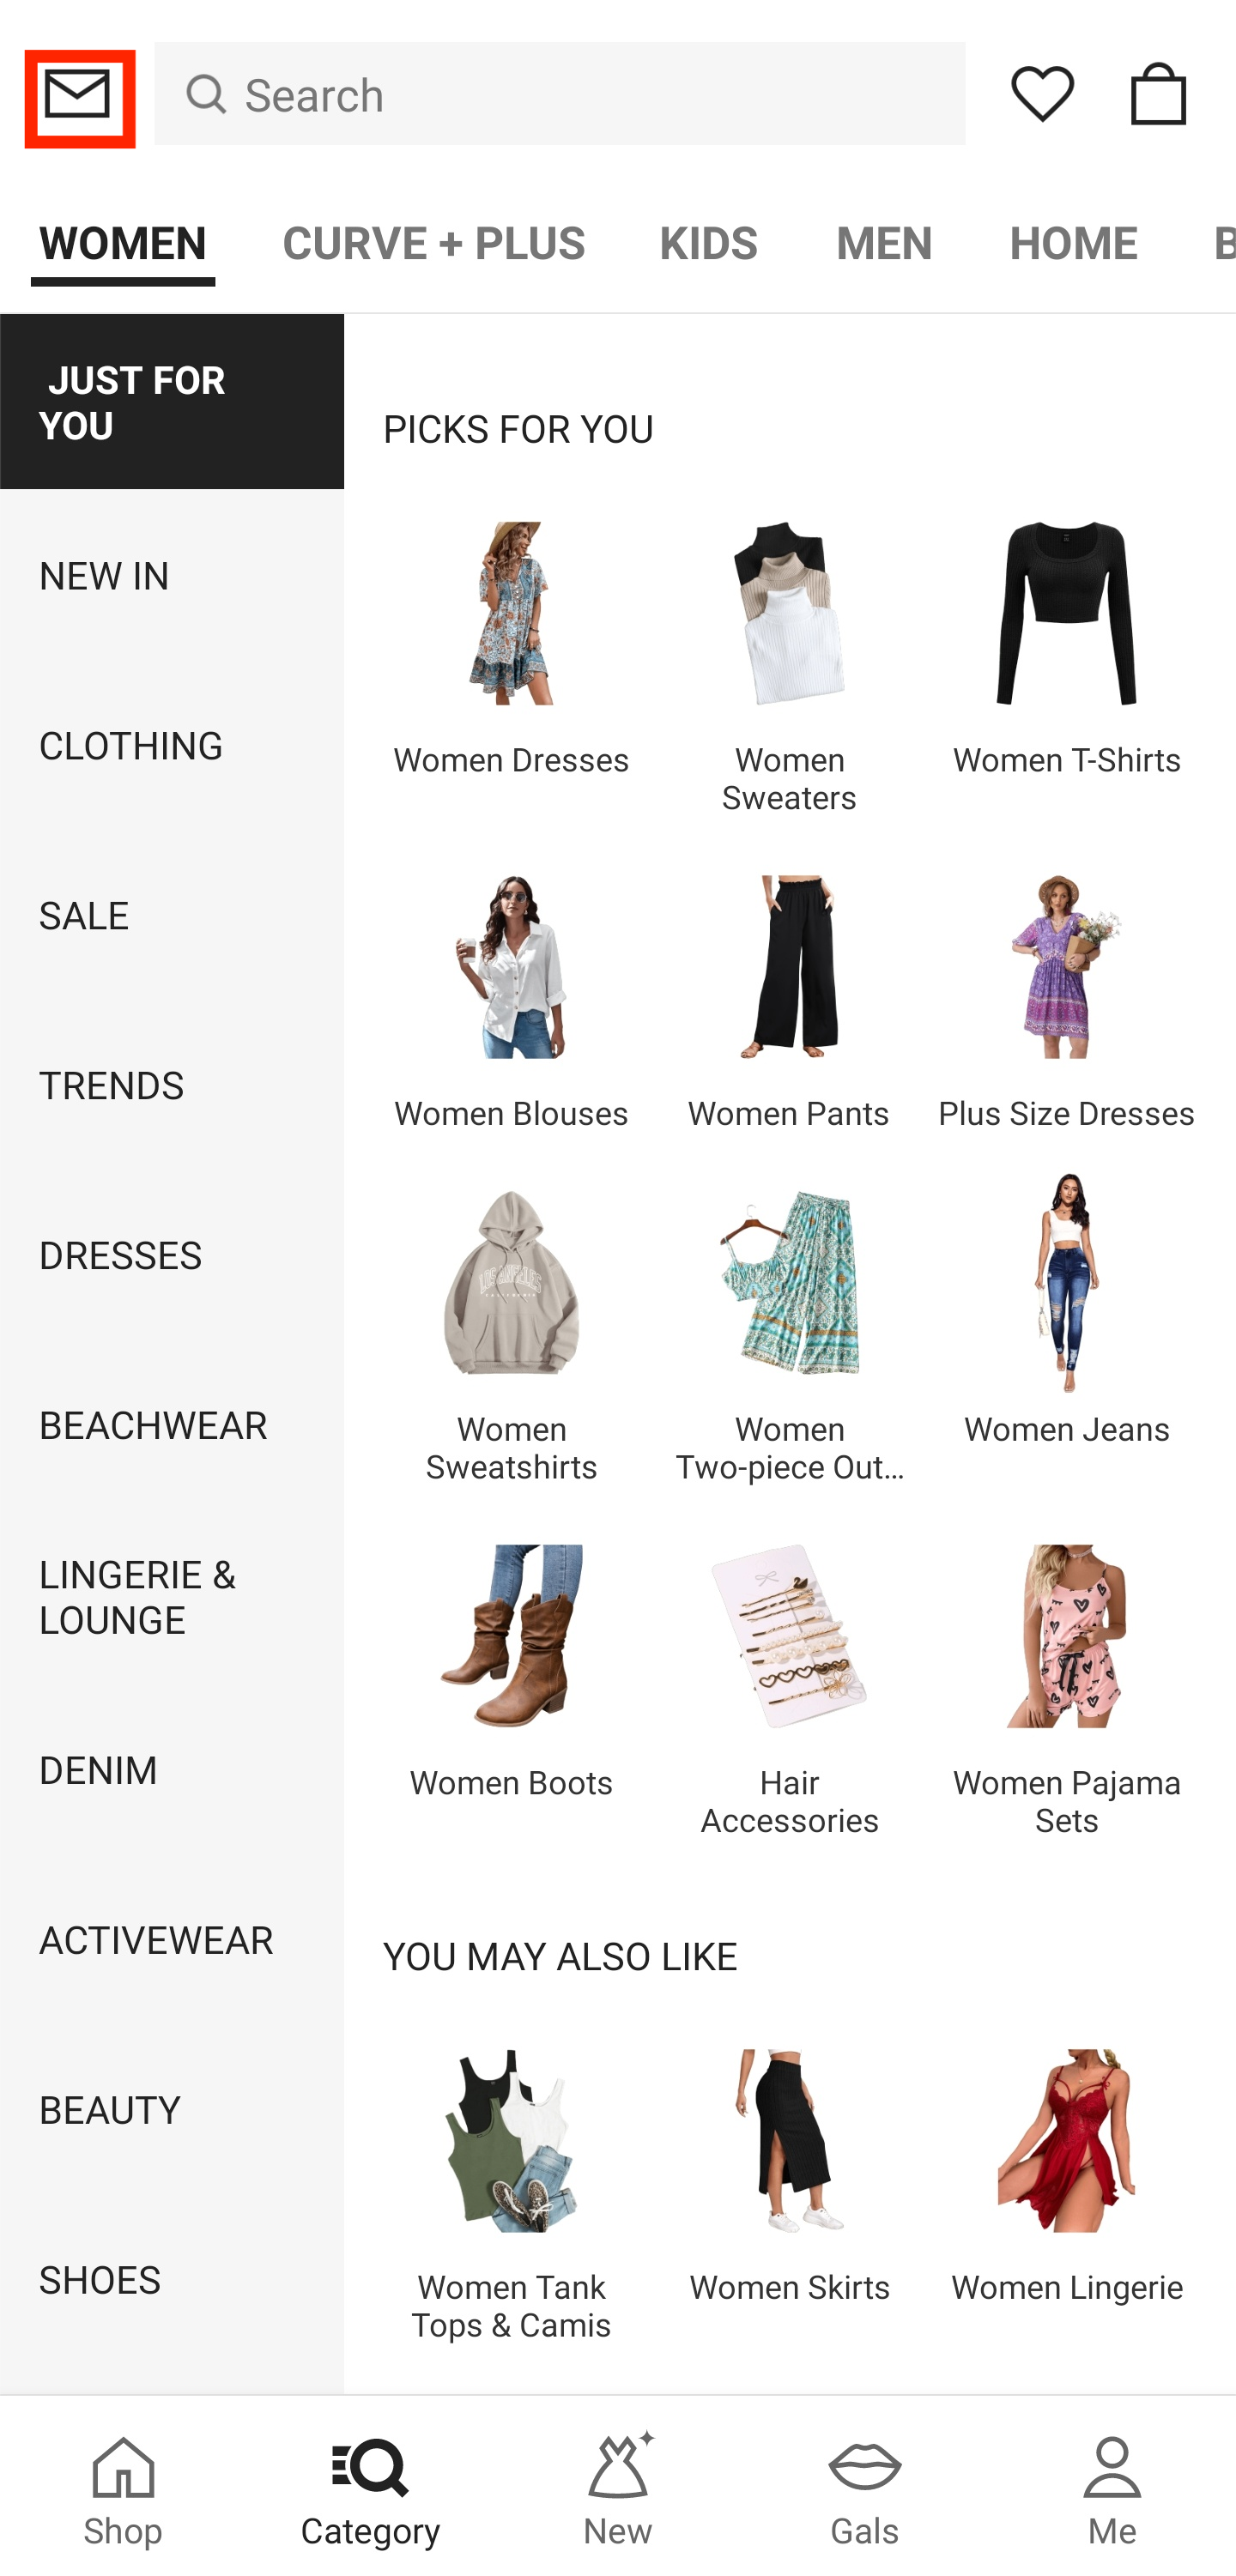 Search
WOMEN CURVE + PLUS KIDS MEN HOME
JUST FOR
YOU
NEW IN
CLOTHING
SALE
TRENDS
DRESSES
BEACHWEAR
LINGERIE &
LOUNGE
DENIM
ACTIVEWEAR
BEAUTY
SHOES
PICKS FOR YOU
Women Dresses
Women
Sweaters
Women T-Shirts
Women Blouses
Women Pants
Plus Size Dresses
LOS ANGELES
CALIFORNIA
Women
Sweatshirts
Women
Two-piece Out...
Women Jeans
Women Boots
Hair
Accessories
Women Pajama
Sets
YOU MAY ALSO LIKE
Women Tank
Tops & Camis
Women Skirts
Women Lingerie
Shop Category New Gals Me